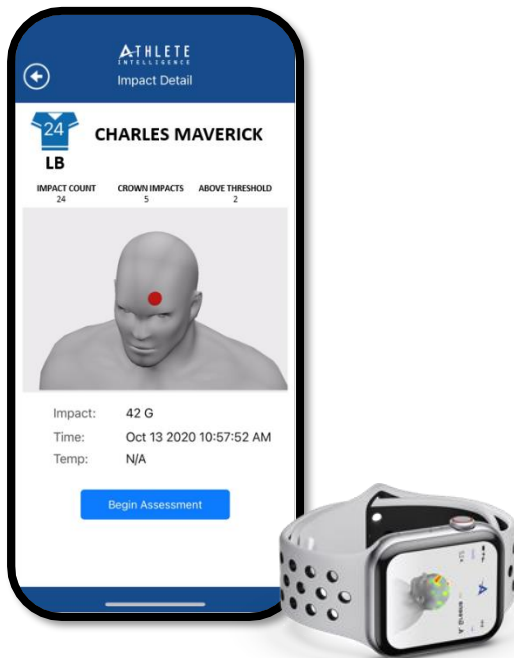 ATHLETE
INTELLIGENCE
Impact Detail
24
CHARLES MAVERICK
LB
IMPACT COUNT CROWN IMPACTS ABOVE THRESHOLD
24 5 2
Impact: 42 G
Time: Oct 13 2020 10:57:52 AM
Temp: N/A
Begin Assessment